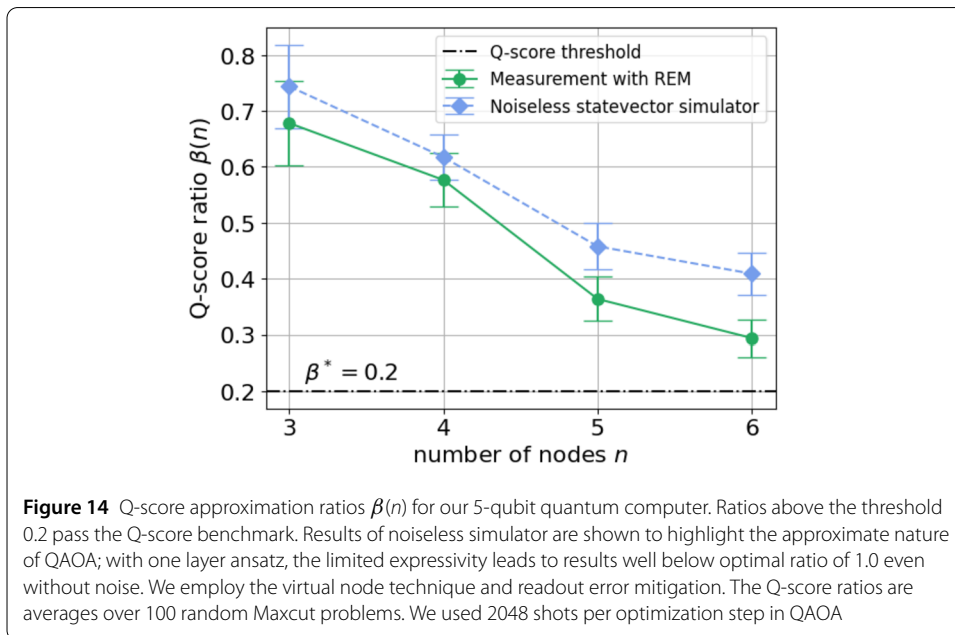 0.8
0.7
0.6
0.5
0.4
0.3
0.2
Q-score ratio β(n)
Q-score threshold
Measurement with REM
Noiseless statevector simulator
β* = 0.2
3 4 5 6
number of nodes n
Figure 14 Q-score approximation ratios β(n) for our 5-qubit quantum computer. Ratios above the threshold
0.2 pass the Q-score benchmark. Results of noiseless simulator are shown to highlight the approximate nature
of QAOA; with one layer ansatz, the limited expressivity leads to results well below optimal ratio of 1.0 even
without noise. We employ the virtual node technique and readout error mitigation. The Q-score ratios are
averages over 100 random Maxcut problems. We used 2048 shots per optimization step in QAOA